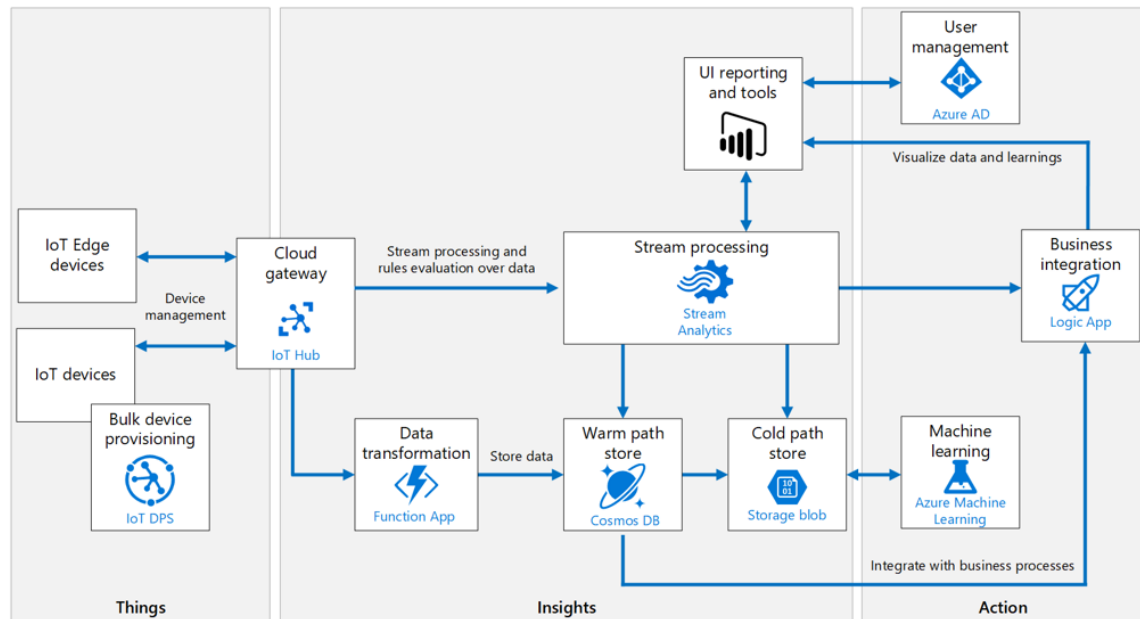 User
management
Azure AD
UI reporting
and tools
Visualize data and learnings
IoT Edge
devices
Cloud
gateway
IoT Hub
Stream processing and
rules evaluation over data
Stream processing
Stream
Analytics
Business
integration
Logic App
Device
management
IoT devices
Bulk device
provisioning
IoT DPS
Data
transformation
Function App
Store data
Warm path
store
Cosmos DB
Cold path
store
10
01
Storage blob
Machine
learning
Azure Machine
Learning
Integrate with business processes
Things
Insights
Action